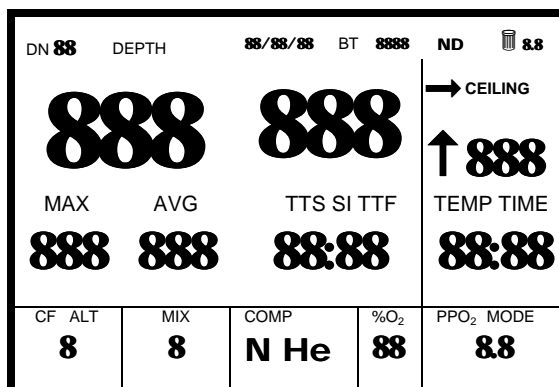 DN 88 DEPTH 88/88/88 BT 8888 ND 8.8
CEILING
888 888
888
MAX AVG TTS SI TTF TEMP TIME
888 888 88:88 88:88
CF ALT MIX COMP %O₂ PPO₂ MODE
8 8 N He 88 8.8